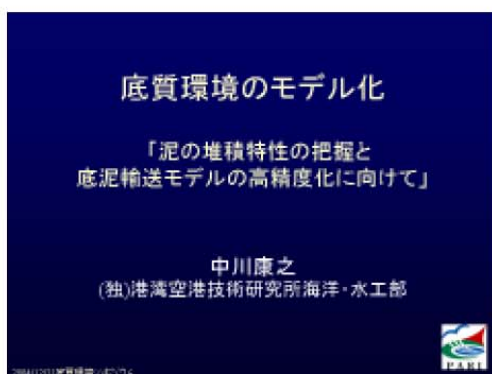 底質環境のモデル化
「泥の堆積特性の把握と
底泥輸送モデルの高精度化に向けて」
中川康之
(独)港湾空港技術研究所海洋・水工部
PARI